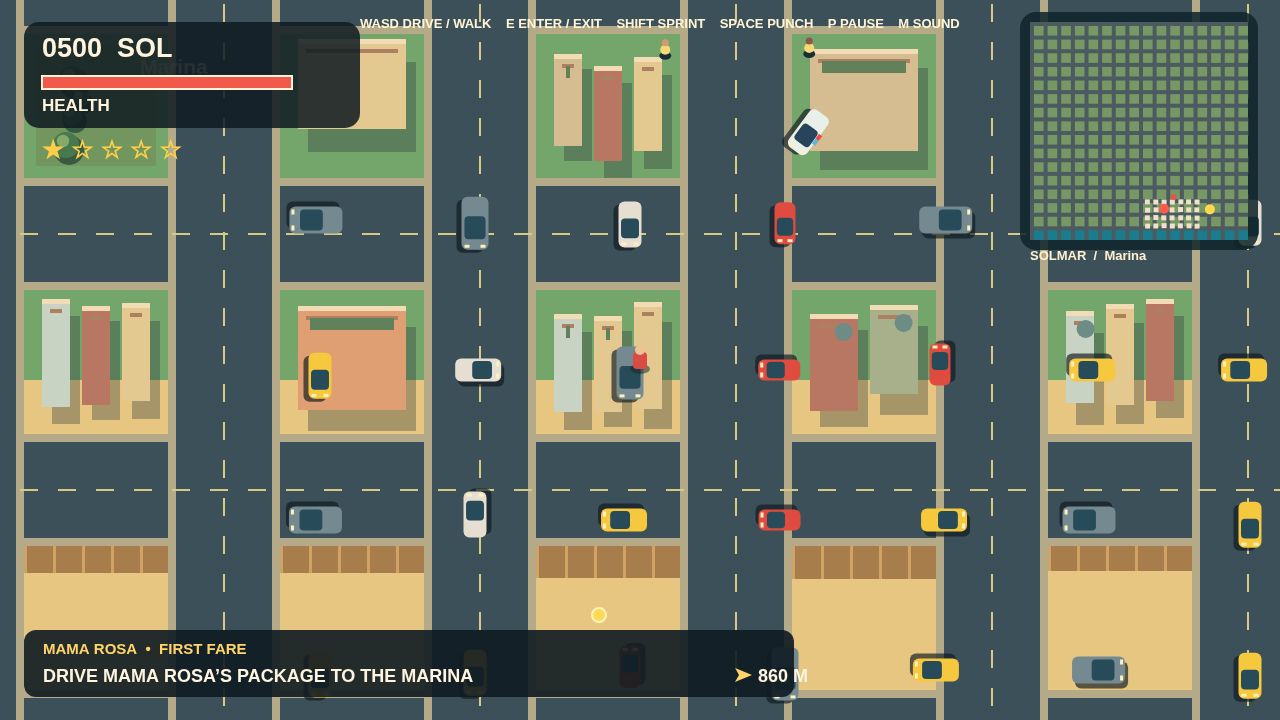 WASD DRIVE / WALK E ENTER / EXIT SHIFT SPRINT SPACE PUNCH P PAUSE M SOUND
0500 SOL
Marina
HEALTH
SOLMAR / Marina
MAMA ROSA • FIRST FARE
DRIVE MAMA ROSA’S PACKAGE TO THE MARINA
860 M